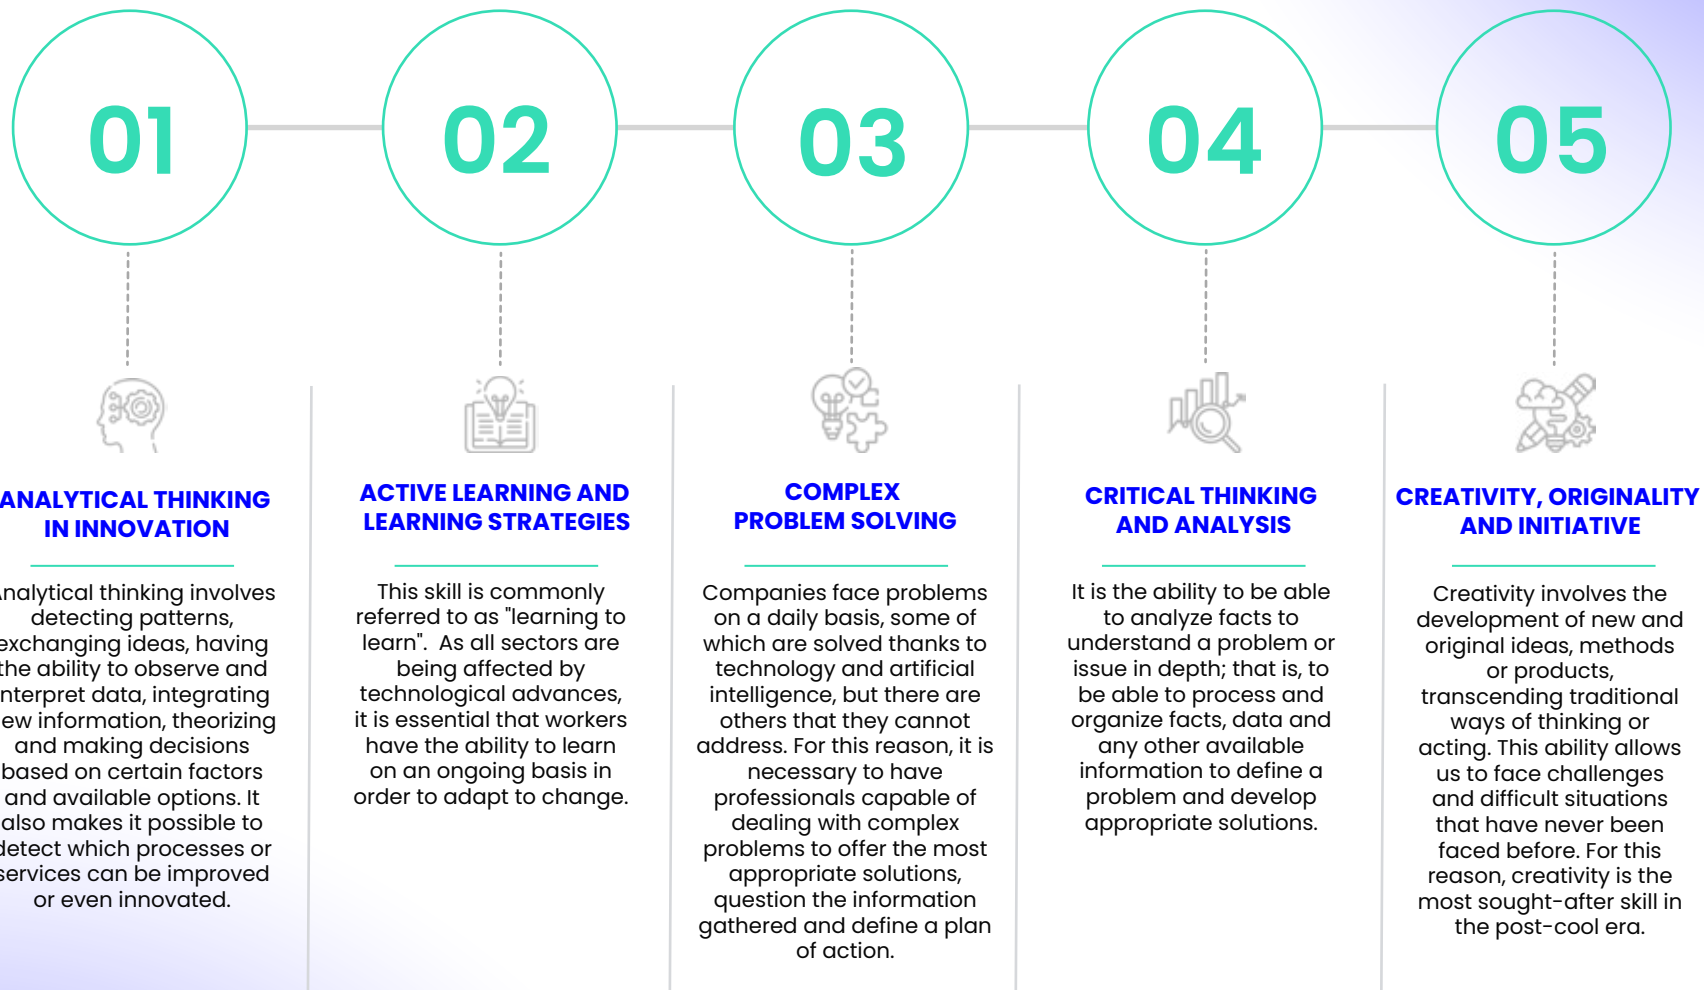 01
02
03
04
05
ANALYTICAL THINKING
IN INNOVATION
Analytical thinking involves
detecting patterns,
exchanging ideas, having
the ability to observe and
interpret data, integrating
new information, theorizing
and making decisions
based on certain factors
and available options. It
also makes it possible to
detect which processes or
services can be improved
or even innovated.
ACTIVE LEARNING AND
LEARNING STRATEGIES
This skill is commonly
referred to as "learning to
learn".  As all sectors are
being affected by
technological advances,
it is essential that workers
have the ability to learn
on an ongoing basis in
order to adapt to change.
COMPLEX
PROBLEM SOLVING
Companies face problems
on a daily basis, some of
which are solved thanks to
technology and artificial
intelligence, but there are
others that they cannot
address. For this reason, it is
necessary to have
professionals capable of
dealing with complex
problems to offer the most
appropriate solutions,
question the information
gathered and define a plan
of action.
CRITICAL THINKING
AND ANALYSIS
It is the ability to be able
to analyze facts to
understand a problem or
issue in depth; that is, to
be able to process and
organize facts, data and
any other available
information to define a
problem and develop
appropriate solutions.
CREATIVITY, ORIGINALITY
AND INITIATIVE
Creativity involves the
development of new and
original ideas, methods
or products,
transcending traditional
ways of thinking or
acting. This ability allows
us to face challenges
and difficult situations
that have never been
faced before. For this
reason, creativity is the
most sought-after skill in
the post-cool era.